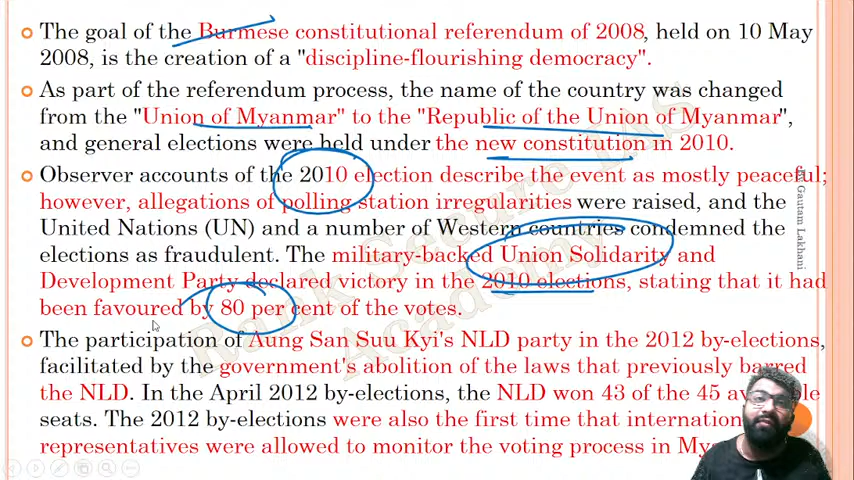 The goal of the Burmese constitutional referendum of 2008, held on 10 May
2008, is the creation of a "discipline-flourishing democracy".
As part of the referendum process, the name of the country was changed
from the "Union of Myanmar" to the "Republic of the Union of Myanmar",
and general elections were held under the new constitution in 2010.
Observer accounts of the 2010 election describe the event as mostly peaceful;
however, allegations of polling station irregularities were raised, and the
United Nations (UN) and a number of Western countries condemned the
elections as fraudulent. The military-backed Union Solidarity and
Development Party declared victory in the 2010 elections, stating that it had
been favoured by 80 per cent of the votes.
The participation of Aung San Suu Kyi's NLD party in the 2012 by-elections,
facilitated by the government's abolition of the laws that previously barred
the NLD. In the April 2012 by-elections, the NLD won 43 of the 45
seats. The 2012 by-elections were also the first time that
representatives were allowed to monitor the voting process in
By Gautam Lakhani
Rank Secure
Academy